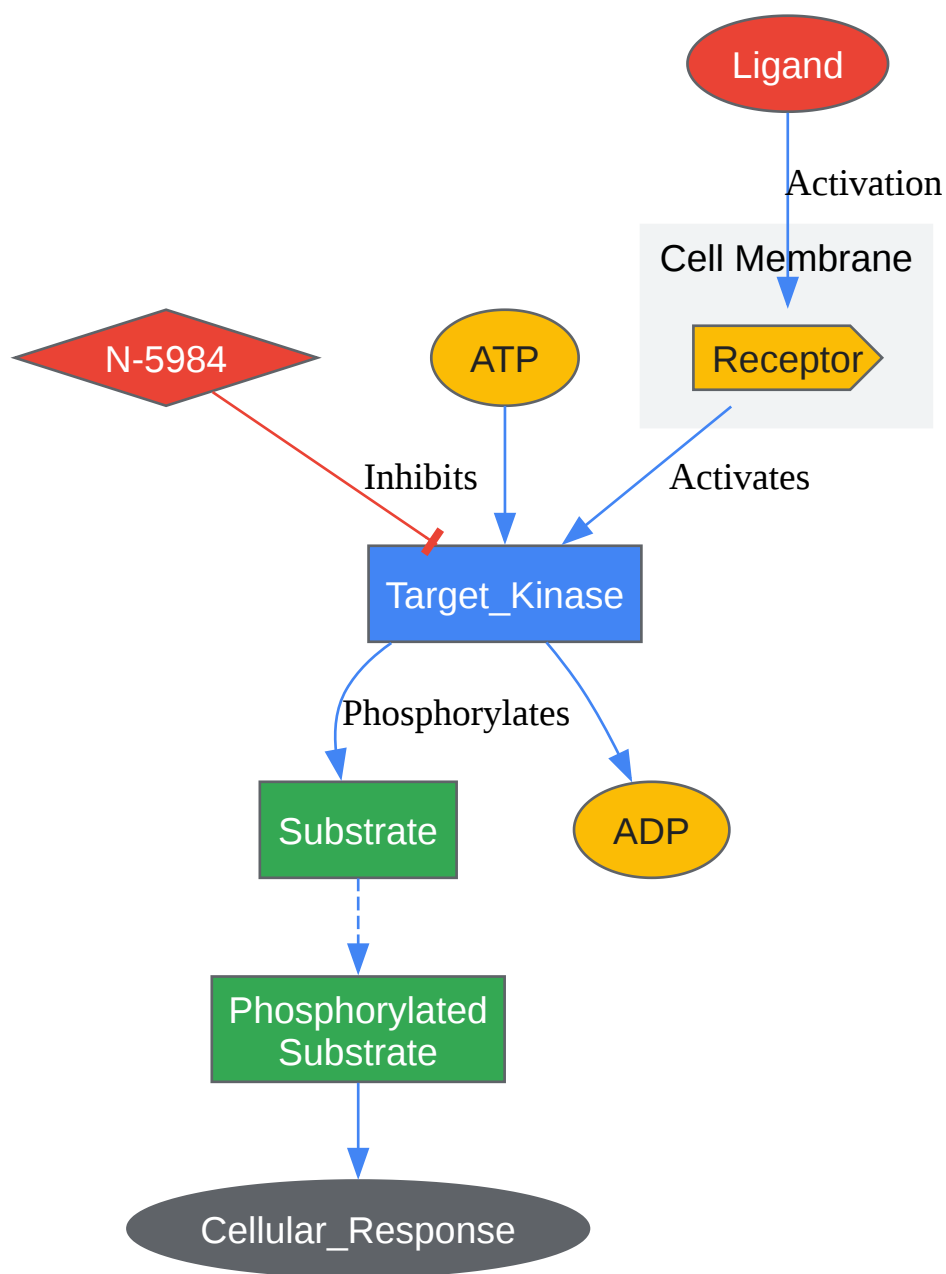 Ligand
Activation
Cell Membrane
N-5984
ATP
Receptor
Inhibits
Activates
Target_Kinase
Phosphorylates
Substrate
ADP
Phosphorylated
Substrate
Cellular_Response